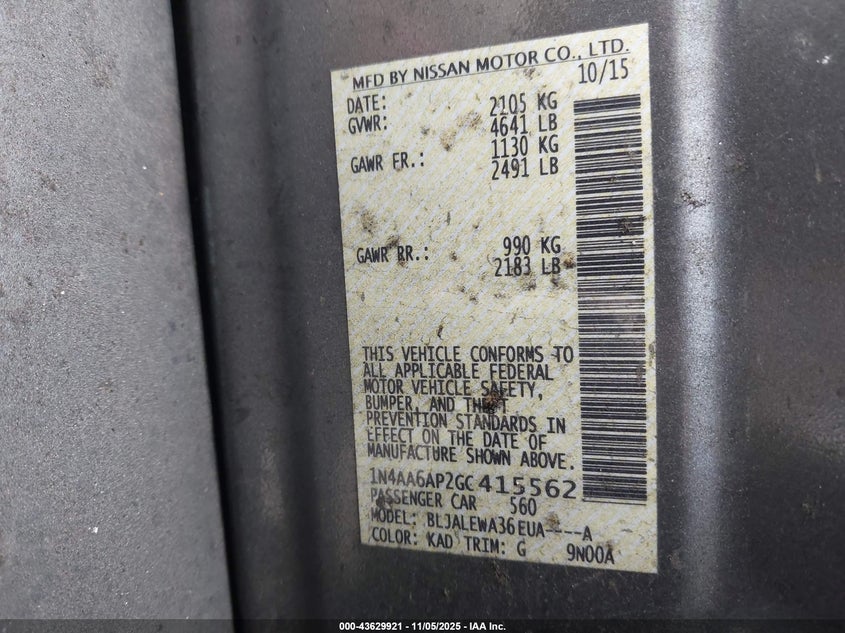 MFD BY NISSAN MOTOR CO., LTD.
DATE: 10/15
GVWR: 2105 KG
4641 LB
GAWR FR.: 1130 KG
2491 LB
GAWR RR.: 990 KG
2183 LB
THIS VEHICLE CONFORMS TO
ALL APPLICABLE FEDERAL
MOTOR VEHICLE SAFETY,
BUMPER, AND THEFT
PREVENTION STANDARDS IN
EFFECT ON THE DATE OF
MANUFACTURE SHOWN ABOVE.
1N4AA6AP2GC415562
PASSENGER CAR 560
MODEL: BLJALEWA36EUA----A
COLOR: KAD TRIM: G 9N00A
000-43629921 - 11/05/2025 - IAA Inc.